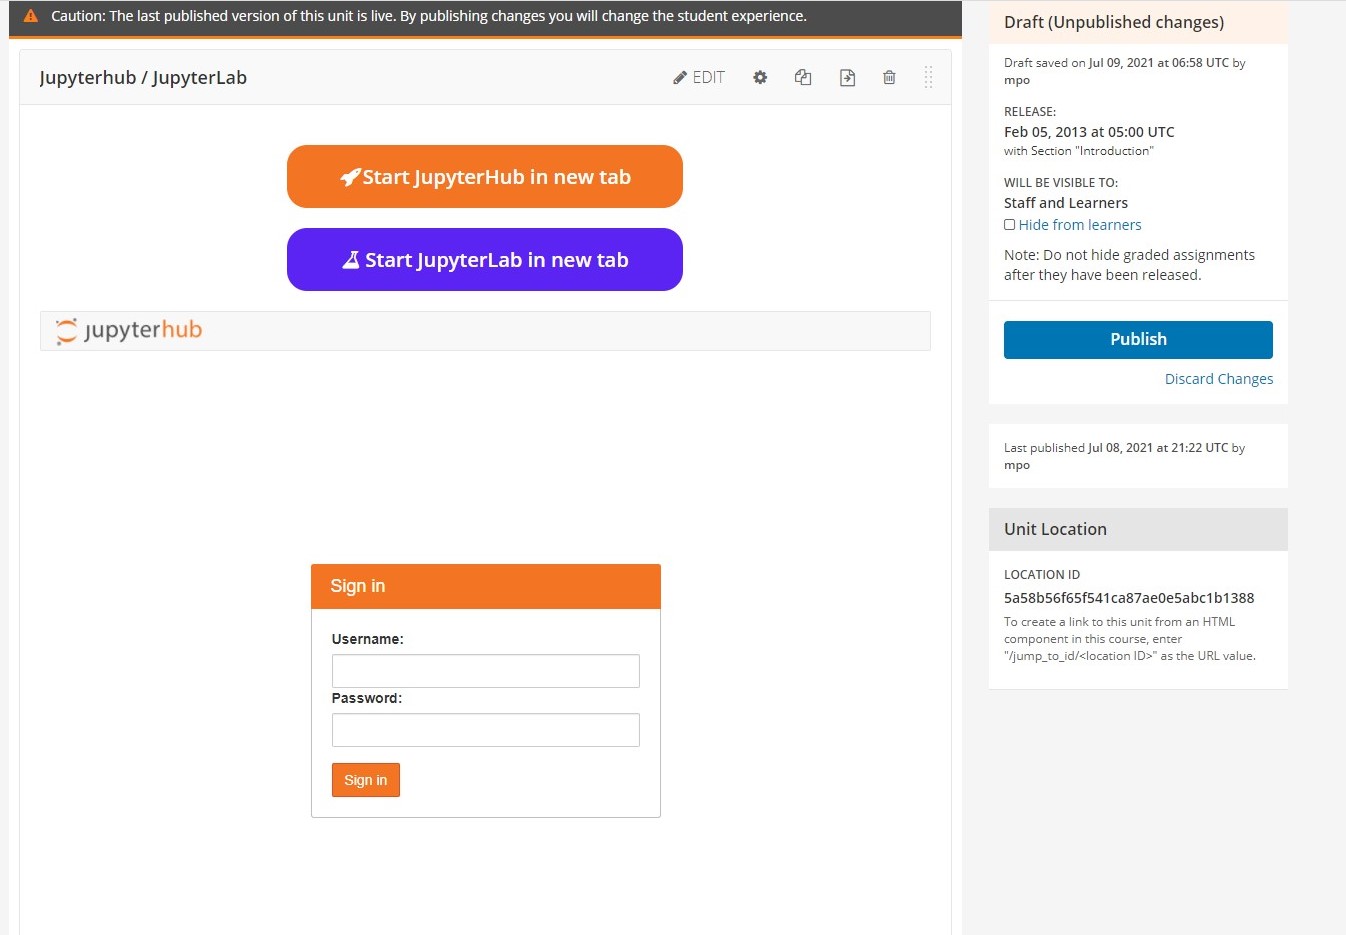 Caution: The last published version of this unit is live. By publishing changes you will change the student experience.
Jupyterhub / JupyterLab
EDIT
Start JupyterHub in new tab
Start JupyterLab in new tab
jupyterhub
Sign in
Username:
Password:
Sign in
Draft (Unpublished changes)
Draft saved on Jul 09, 2021 at 06:58 UTC by
mpo
RELEASE:
Feb 05, 2013 at 05:00 UTC
with Section "Introduction"
WILL BE VISIBLE TO:
Staff and Learners
Hide from learners
Note: Do not hide graded assignments
after they have been released.
Publish
Discard Changes
Last published Jul 08, 2021 at 21:22 UTC by
mpo
Unit Location
LOCATION ID
5a58b56f65f541ca87ae0e5abc1b1388
To create a link to this unit from an HTML
component in this course, enter
"/jump_to_id/<location ID>" as the URL value.